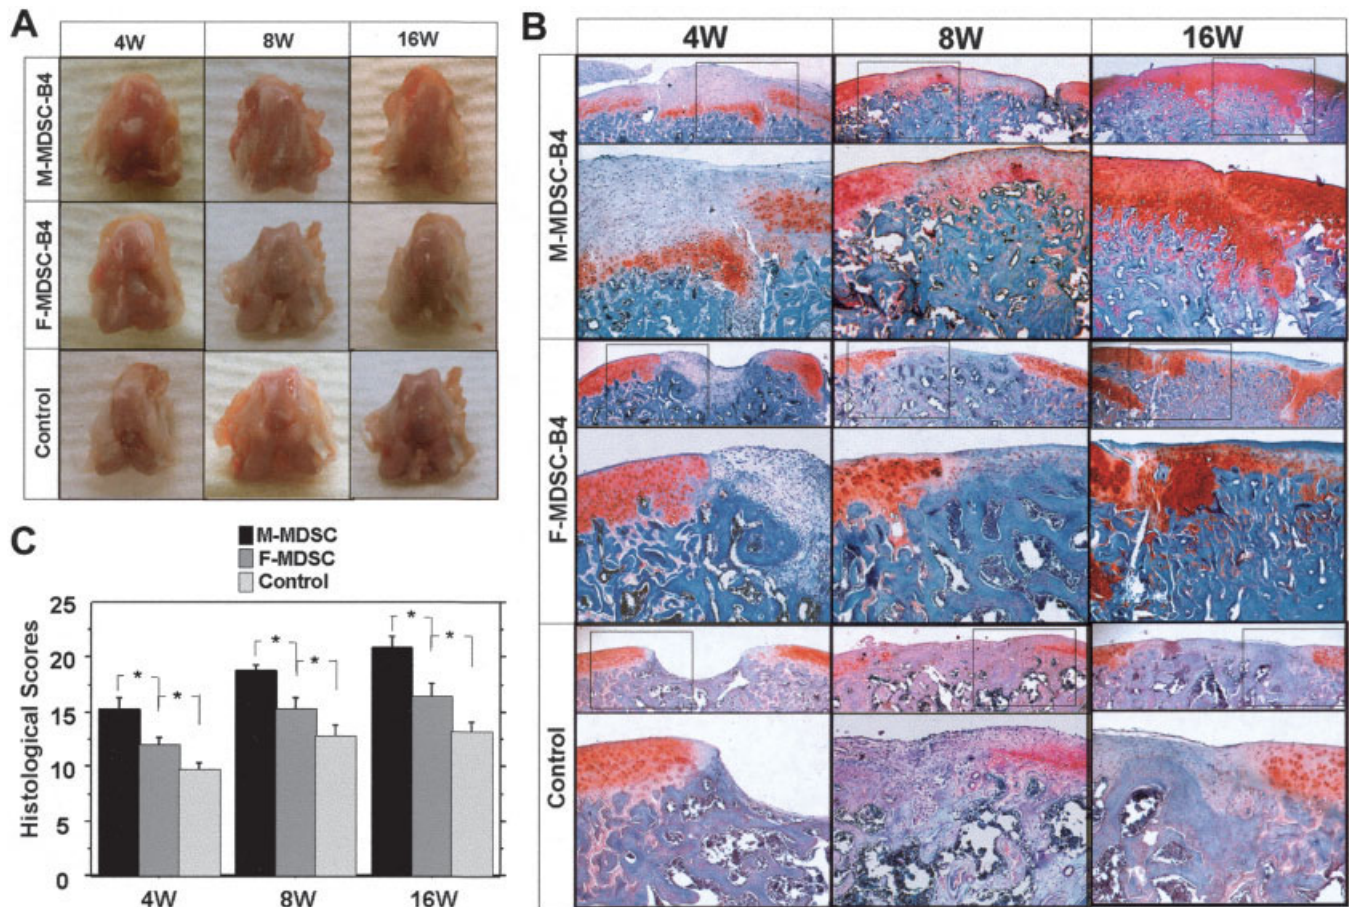 A
4W 8W 16W
M-MDSC-B4
F-MDSC-B4
Control
B
4W 8W 16W
M-MDSC-B4
F-MDSC-B4
Control
C
M-MDSC
F-MDSC
Control
Histological Scores
25
20
15
10
5
0
* * * * * *
4W 8W 16W